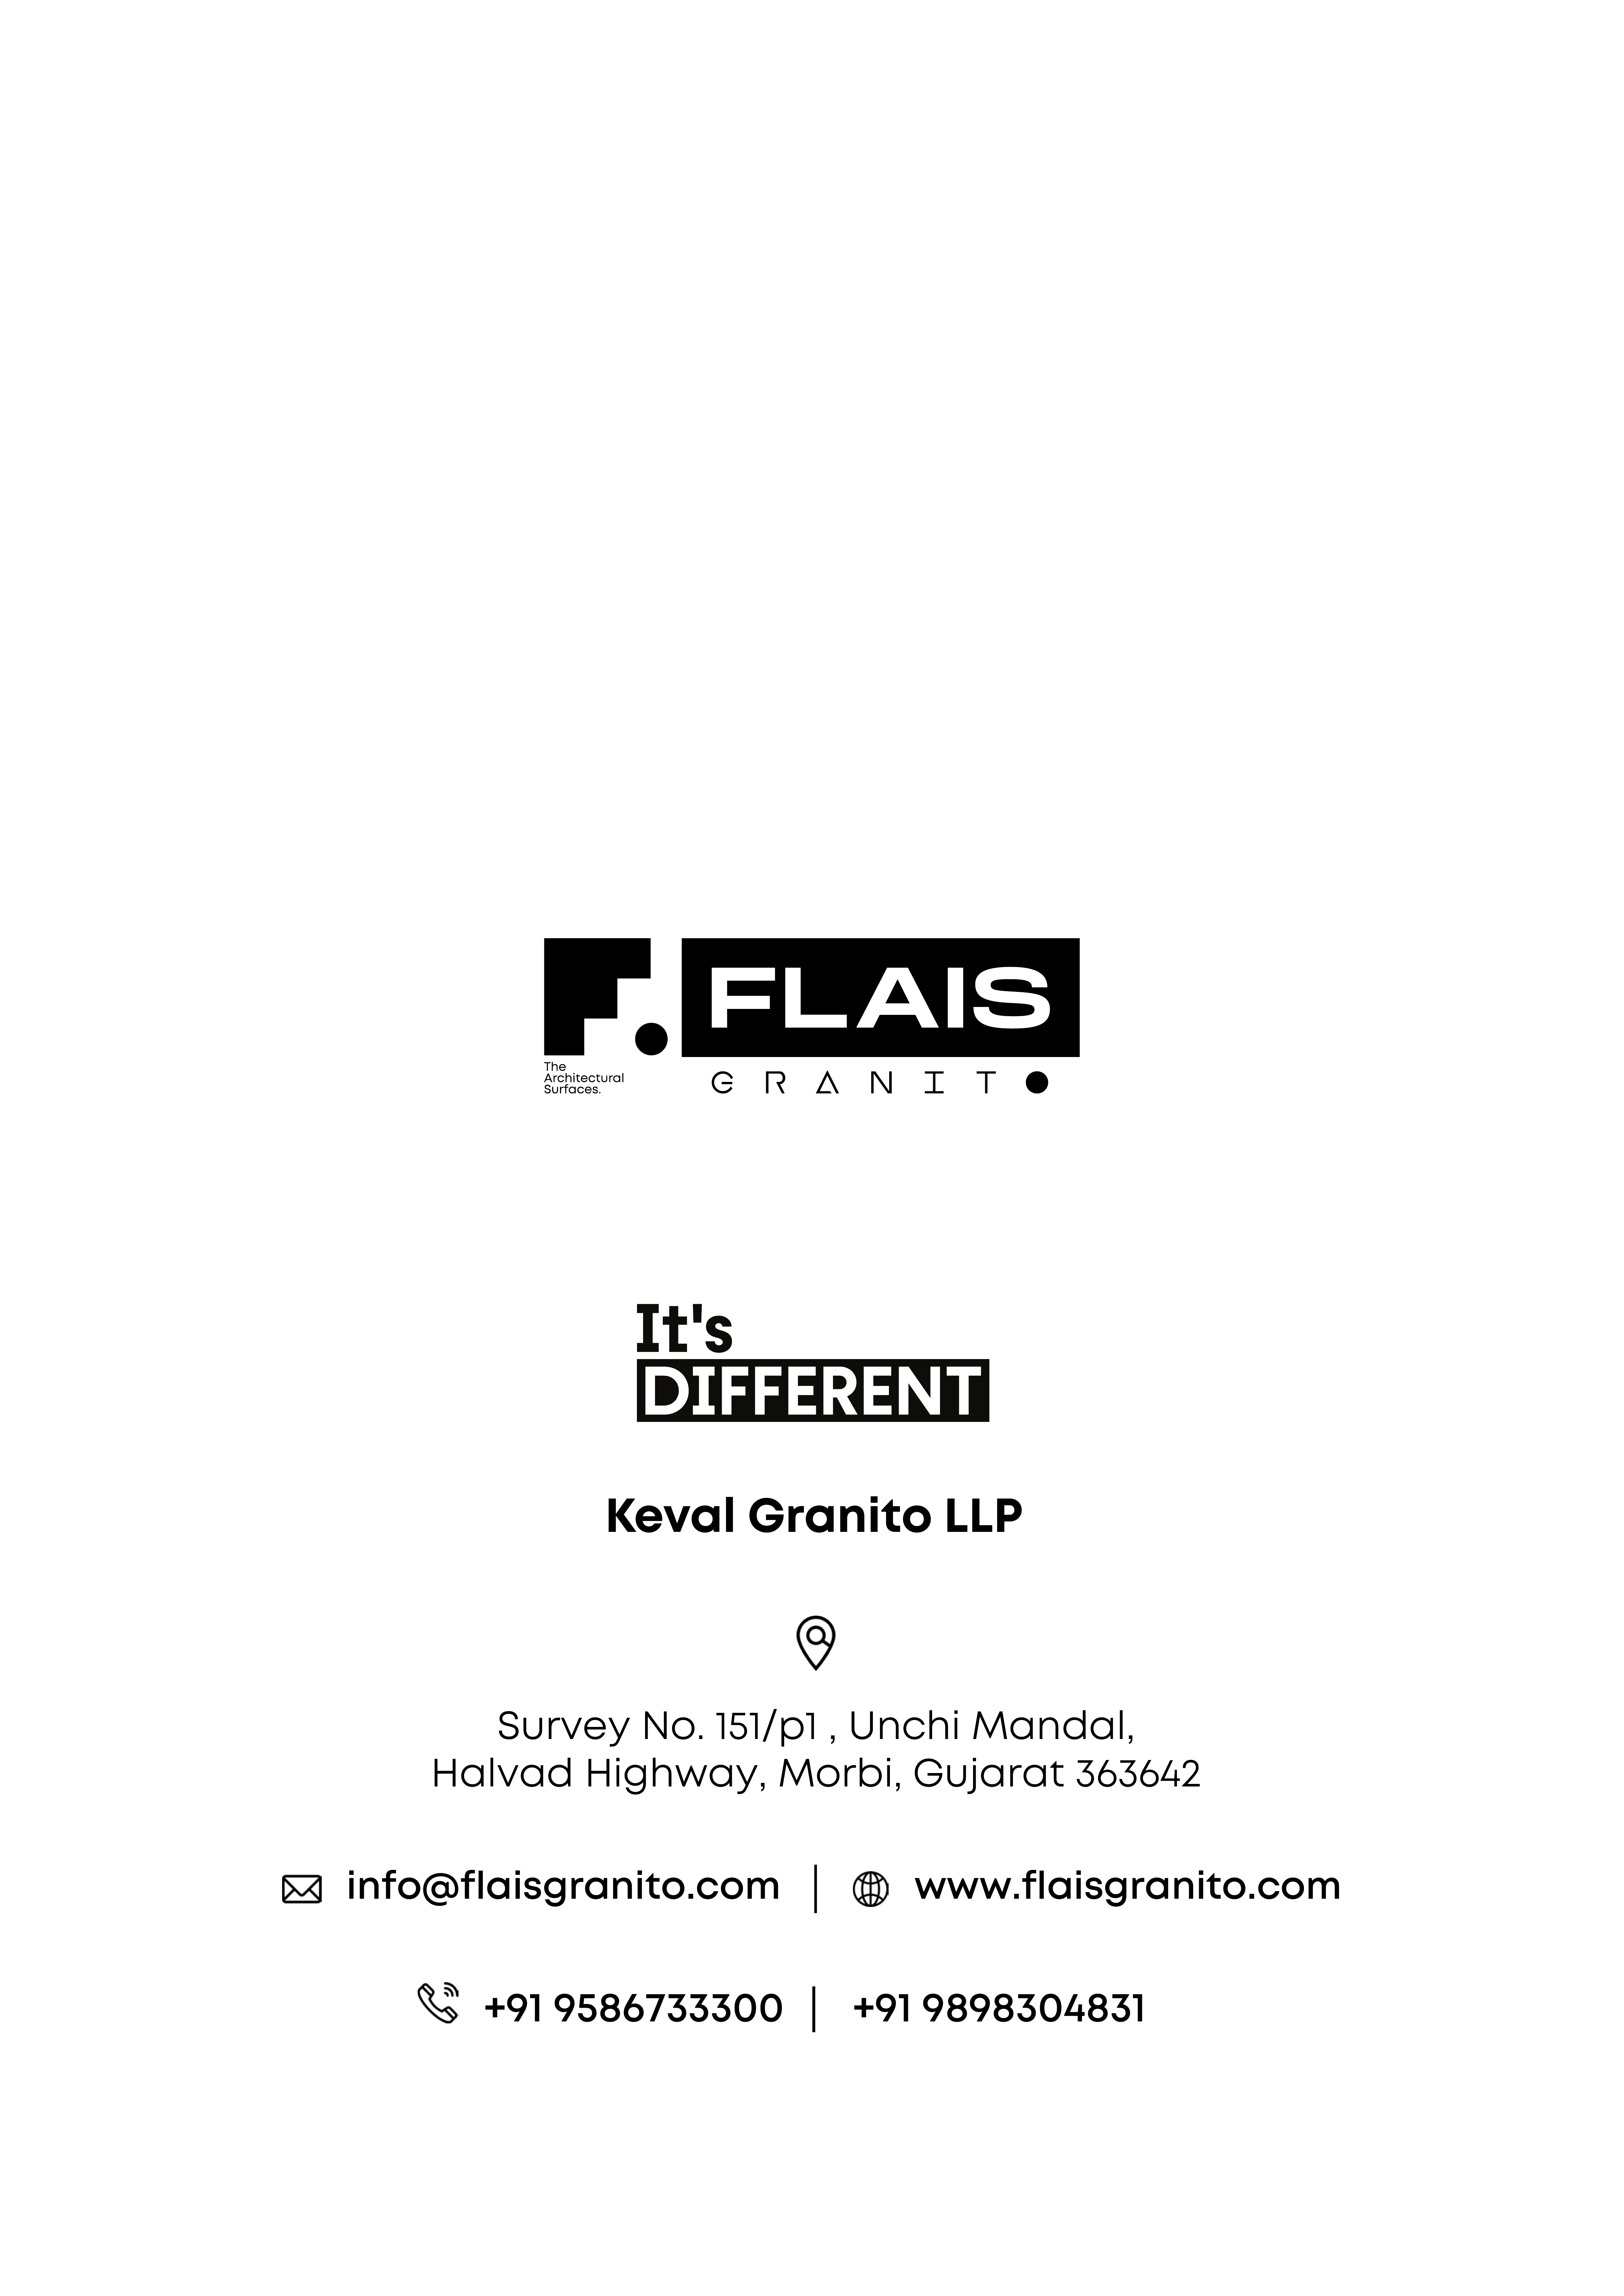 F.
FLAIS
The
Architectural
Surfaces.
GRANITO
It's
DIFFERENT
Keval Granito LLP
Survey No. 151/p1 , Unchi Mandal,
Halvad Highway, Morbi, Gujarat 363642
info@flaisgranito.com | www.flaisgranito.com
+91 9586733300 | +91 9898304831